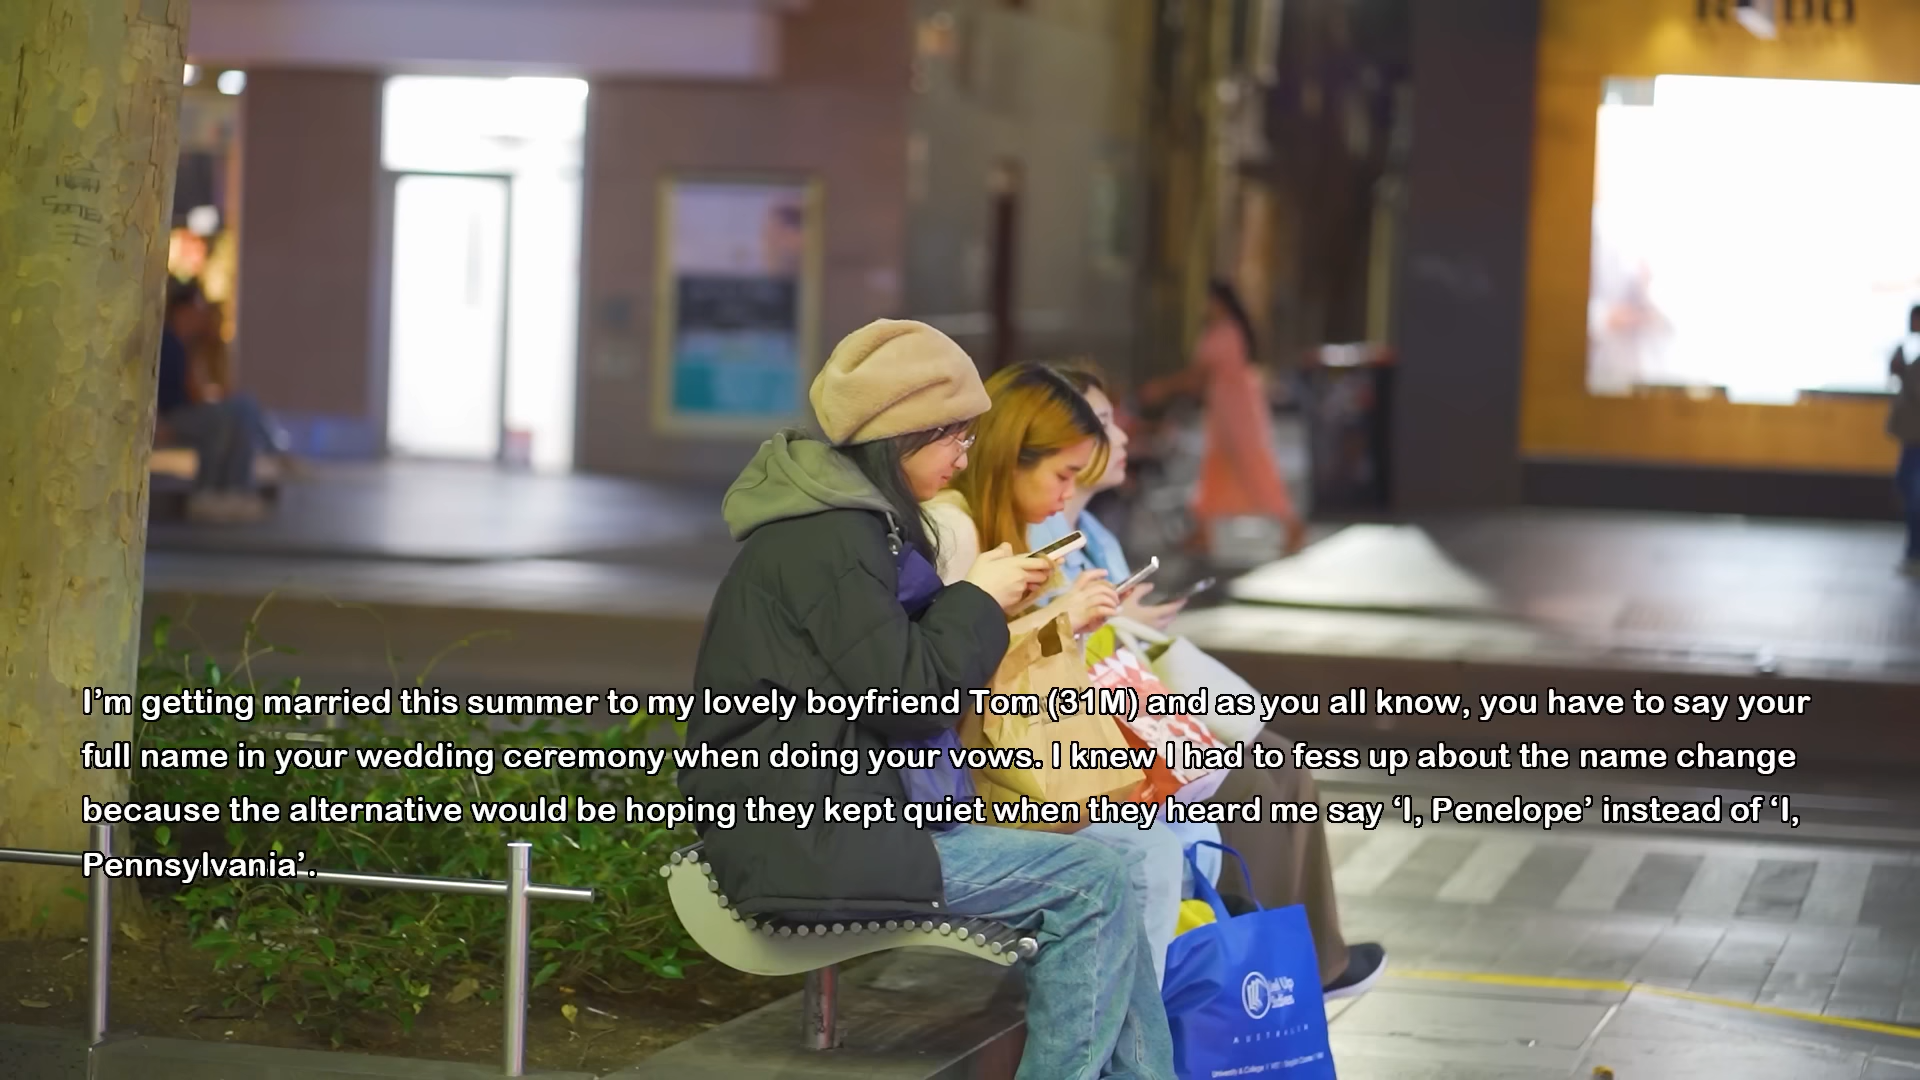 I’m getting married this summer to my lovely boyfriend Tom (31M) and as you all know, you have to say your
full name in your wedding ceremony when doing your vows. I knew I had to fess up about the name change
because the alternative would be hoping they kept quiet when they heard me say ‘I, Penelope’ instead of ‘I,
Pennsylvania’.
AUSTRALIA